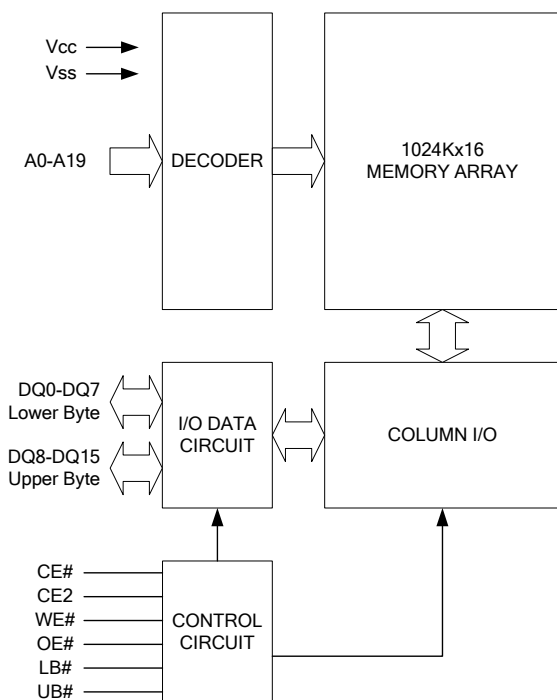 Vcc
Vss
A0-A19
DECODER
1024Kx16
MEMORY ARRAY
DQ0-DQ7
Lower Byte
DQ8-DQ15
Upper Byte
I/O DATA
CIRCUIT
COLUMN I/O
CE#
CE2
WE#
OE#
LB#
UB#
CONTROL
CIRCUIT